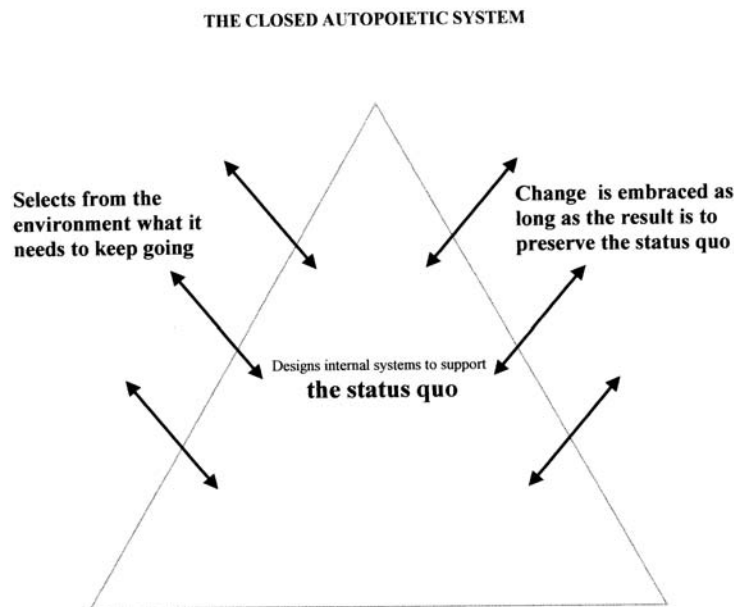 THE CLOSED AUTOPOIETIC SYSTEM
Selects from the
environment what it
needs to keep going
Change is embraced as
long as the result is to
preserve the status quo
Designs internal systems to support
the status quo